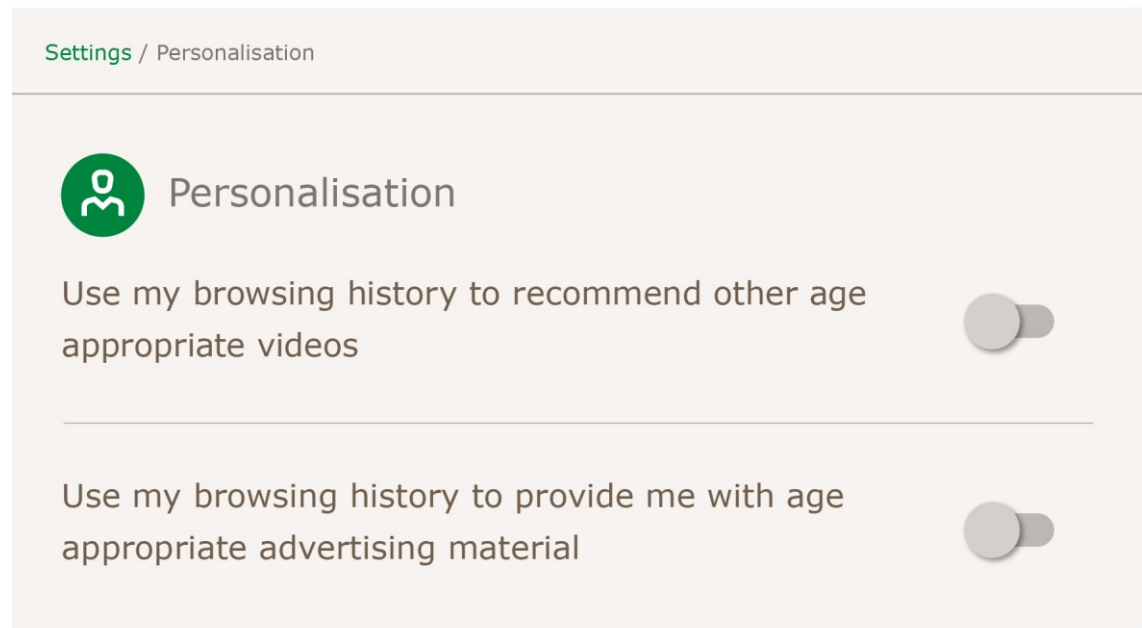 Settings / Personalisation
Personalisation
Use my browsing history to recommend other age
appropriate videos
Use my browsing history to provide me with age
appropriate advertising material